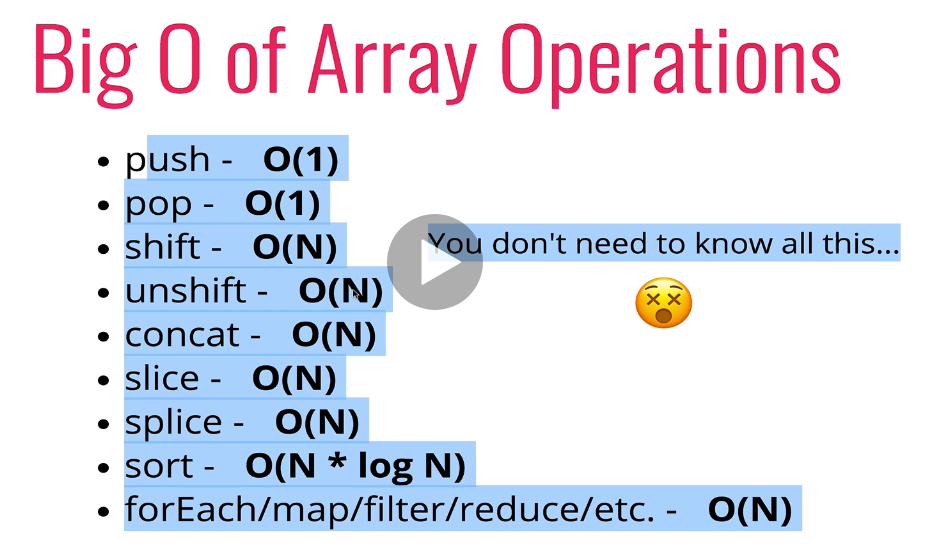 Big O of Array Operations
push - O(1)
pop - O(1)
shift - O(N)
You don't need to know all this...
unshift - O(N)
concat - O(N)
slice - O(N)
splice - O(N)
sort - O(N * log N)
forEach/map/filter/reduce/etc. - O(N)